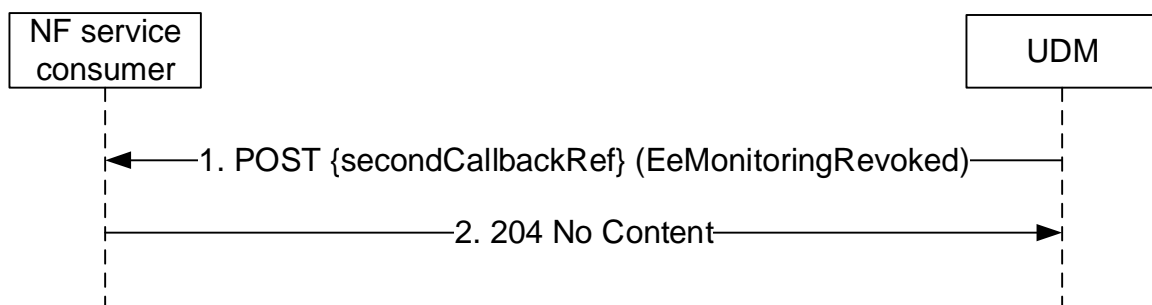 NF service
consumer
UDM
1. POST {secondCallbackRef} (EeMonitoringRevoked)
2. 204 No Content